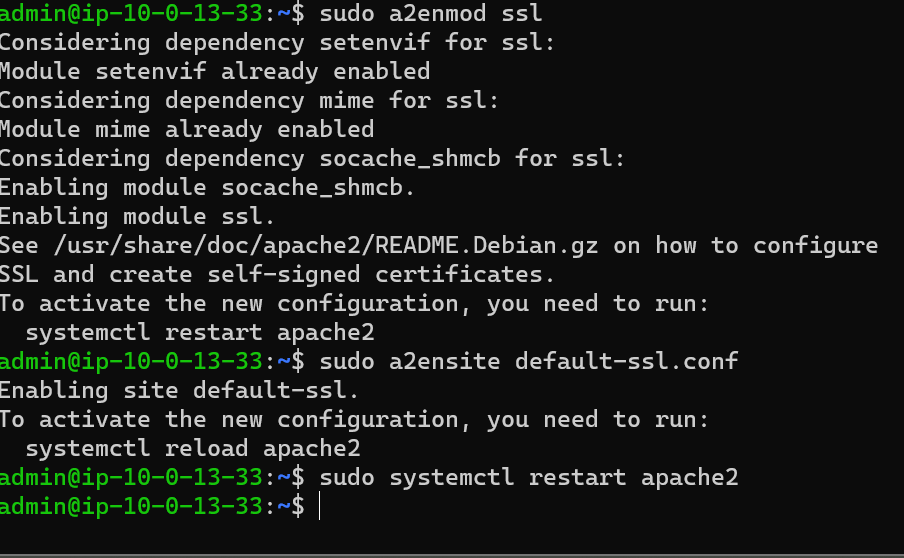 admin@ip-10-0-13-33:~$ sudo a2enmod ssl
Considering dependency setenvif for ssl:
Module setenvif already enabled
Considering dependency mime for ssl:
Module mime already enabled
Considering dependency socache_shmcb for ssl:
Enabling module socache_shmcb.
Enabling module ssl.
See /usr/share/doc/apache2/README.Debian.gz on how to configure
SSL and create self-signed certificates.
To activate the new configuration, you need to run:
  systemctl restart apache2
admin@ip-10-0-13-33:~$ sudo a2ensite default-ssl.conf
Enabling site default-ssl.
To activate the new configuration, you need to run:
  systemctl reload apache2
admin@ip-10-0-13-33:~$ sudo systemctl restart apache2
admin@ip-10-0-13-33:~$